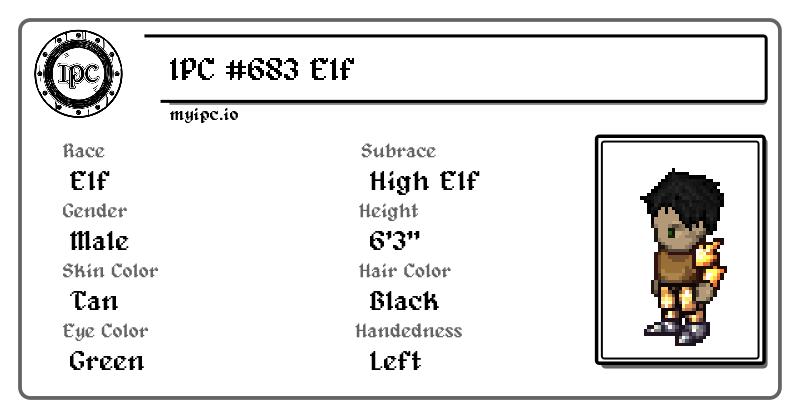 IPC
IPC #683 Elf
myipc.io
Race
Elf
Subrace
High Elf
Gender
Male
Height
6'3"
Skin Color
Tan
Hair Color
Black
Eye Color
Green
Handedness
Left